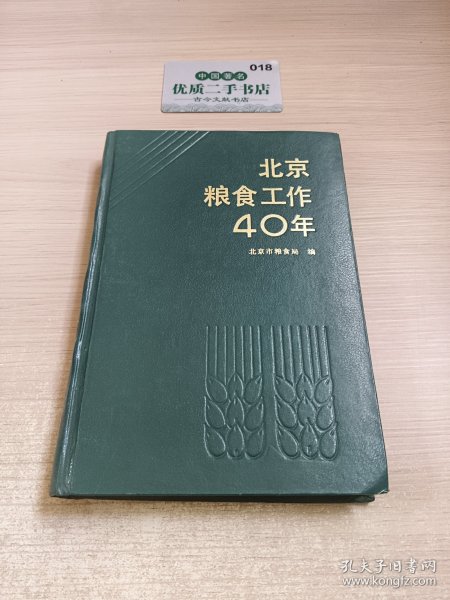 018
中国著名
优质二手书店
古今文献书店
北京
粮食工作
40年
北京市粮食局 编
孔夫子旧书网
www.kongfz.com